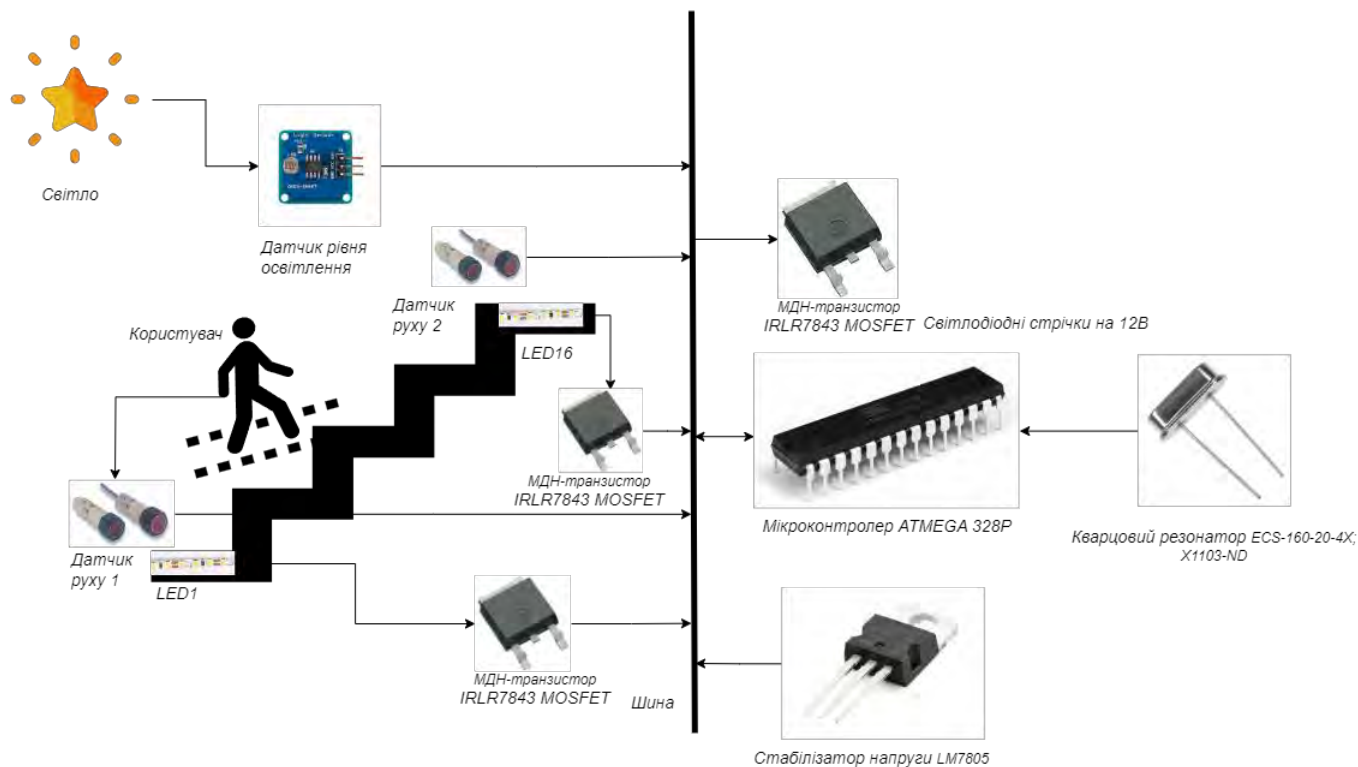 Світло
Light Sensor
Датчик рівня
освітлення
Датчик
руху 2
МДН-транзистор
IRLR7843 MOSFET
Світлодіодні стрічки на 12В
Користувач
LED16
МДН-транзистор
IRLR7843 MOSFET
Мікроконтролер ATMEGA 328P
Кварцовий резонатор ECS-160-20-4X;
X1103-ND
Датчик
руху 1
LED1
МДН-транзистор
IRLR7843 MOSFET
Шина
Стабілізатор напруги LM7805